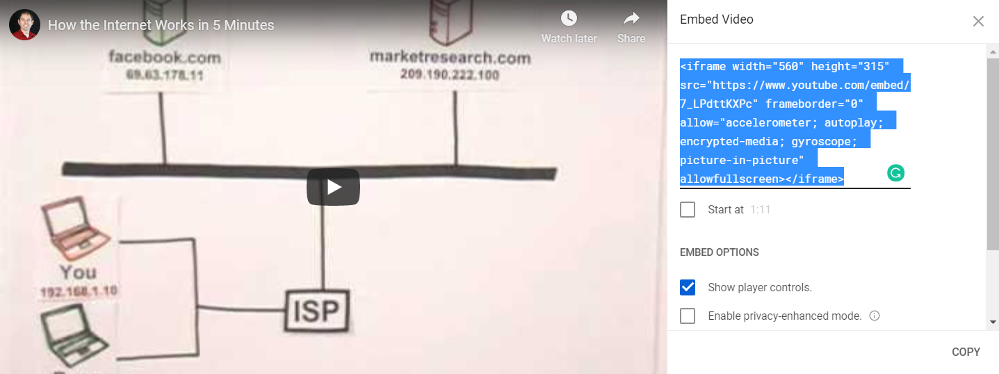 How the Internet Works in 5 Minutes
Watch later
Share
facebook.com
69.63.178.11
marketresearch.com
209.190.222.100
You
192.168.1.10
ISP
Embed Video
<iframe width="560" height="315"
src="https://www.youtube.com/embed/
7_LPdttKXPc" frameborder="0"
allow="accelerometer; autoplay;
encrypted-media; gyroscope;
picture-in-picture"
allowfullscreen></iframe>
Start at 1:11
EMBED OPTIONS
Show player controls.
Enable privacy-enhanced mode.
COPY